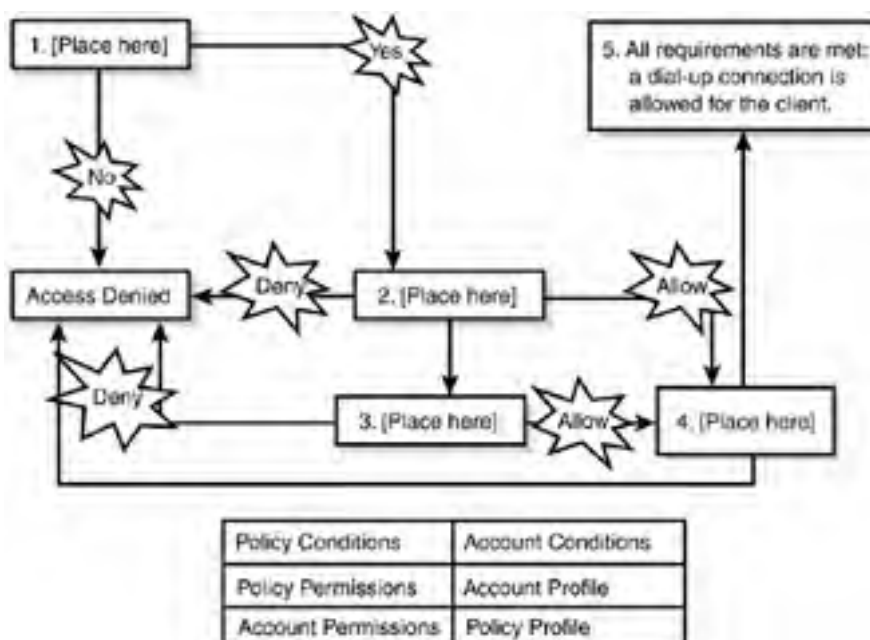 1. [Place here]
Yes
5. All requirements are met:
a dial-up connection is
allowed for the client.
No
Access Denied
Deny
2. [Place here]
Allow
Deny
3. [Place here]
Allow
4. [Place here]
Policy Conditions
Account Conditions
Policy Permissions
Account Profile
Account Permissions
Policy Profile